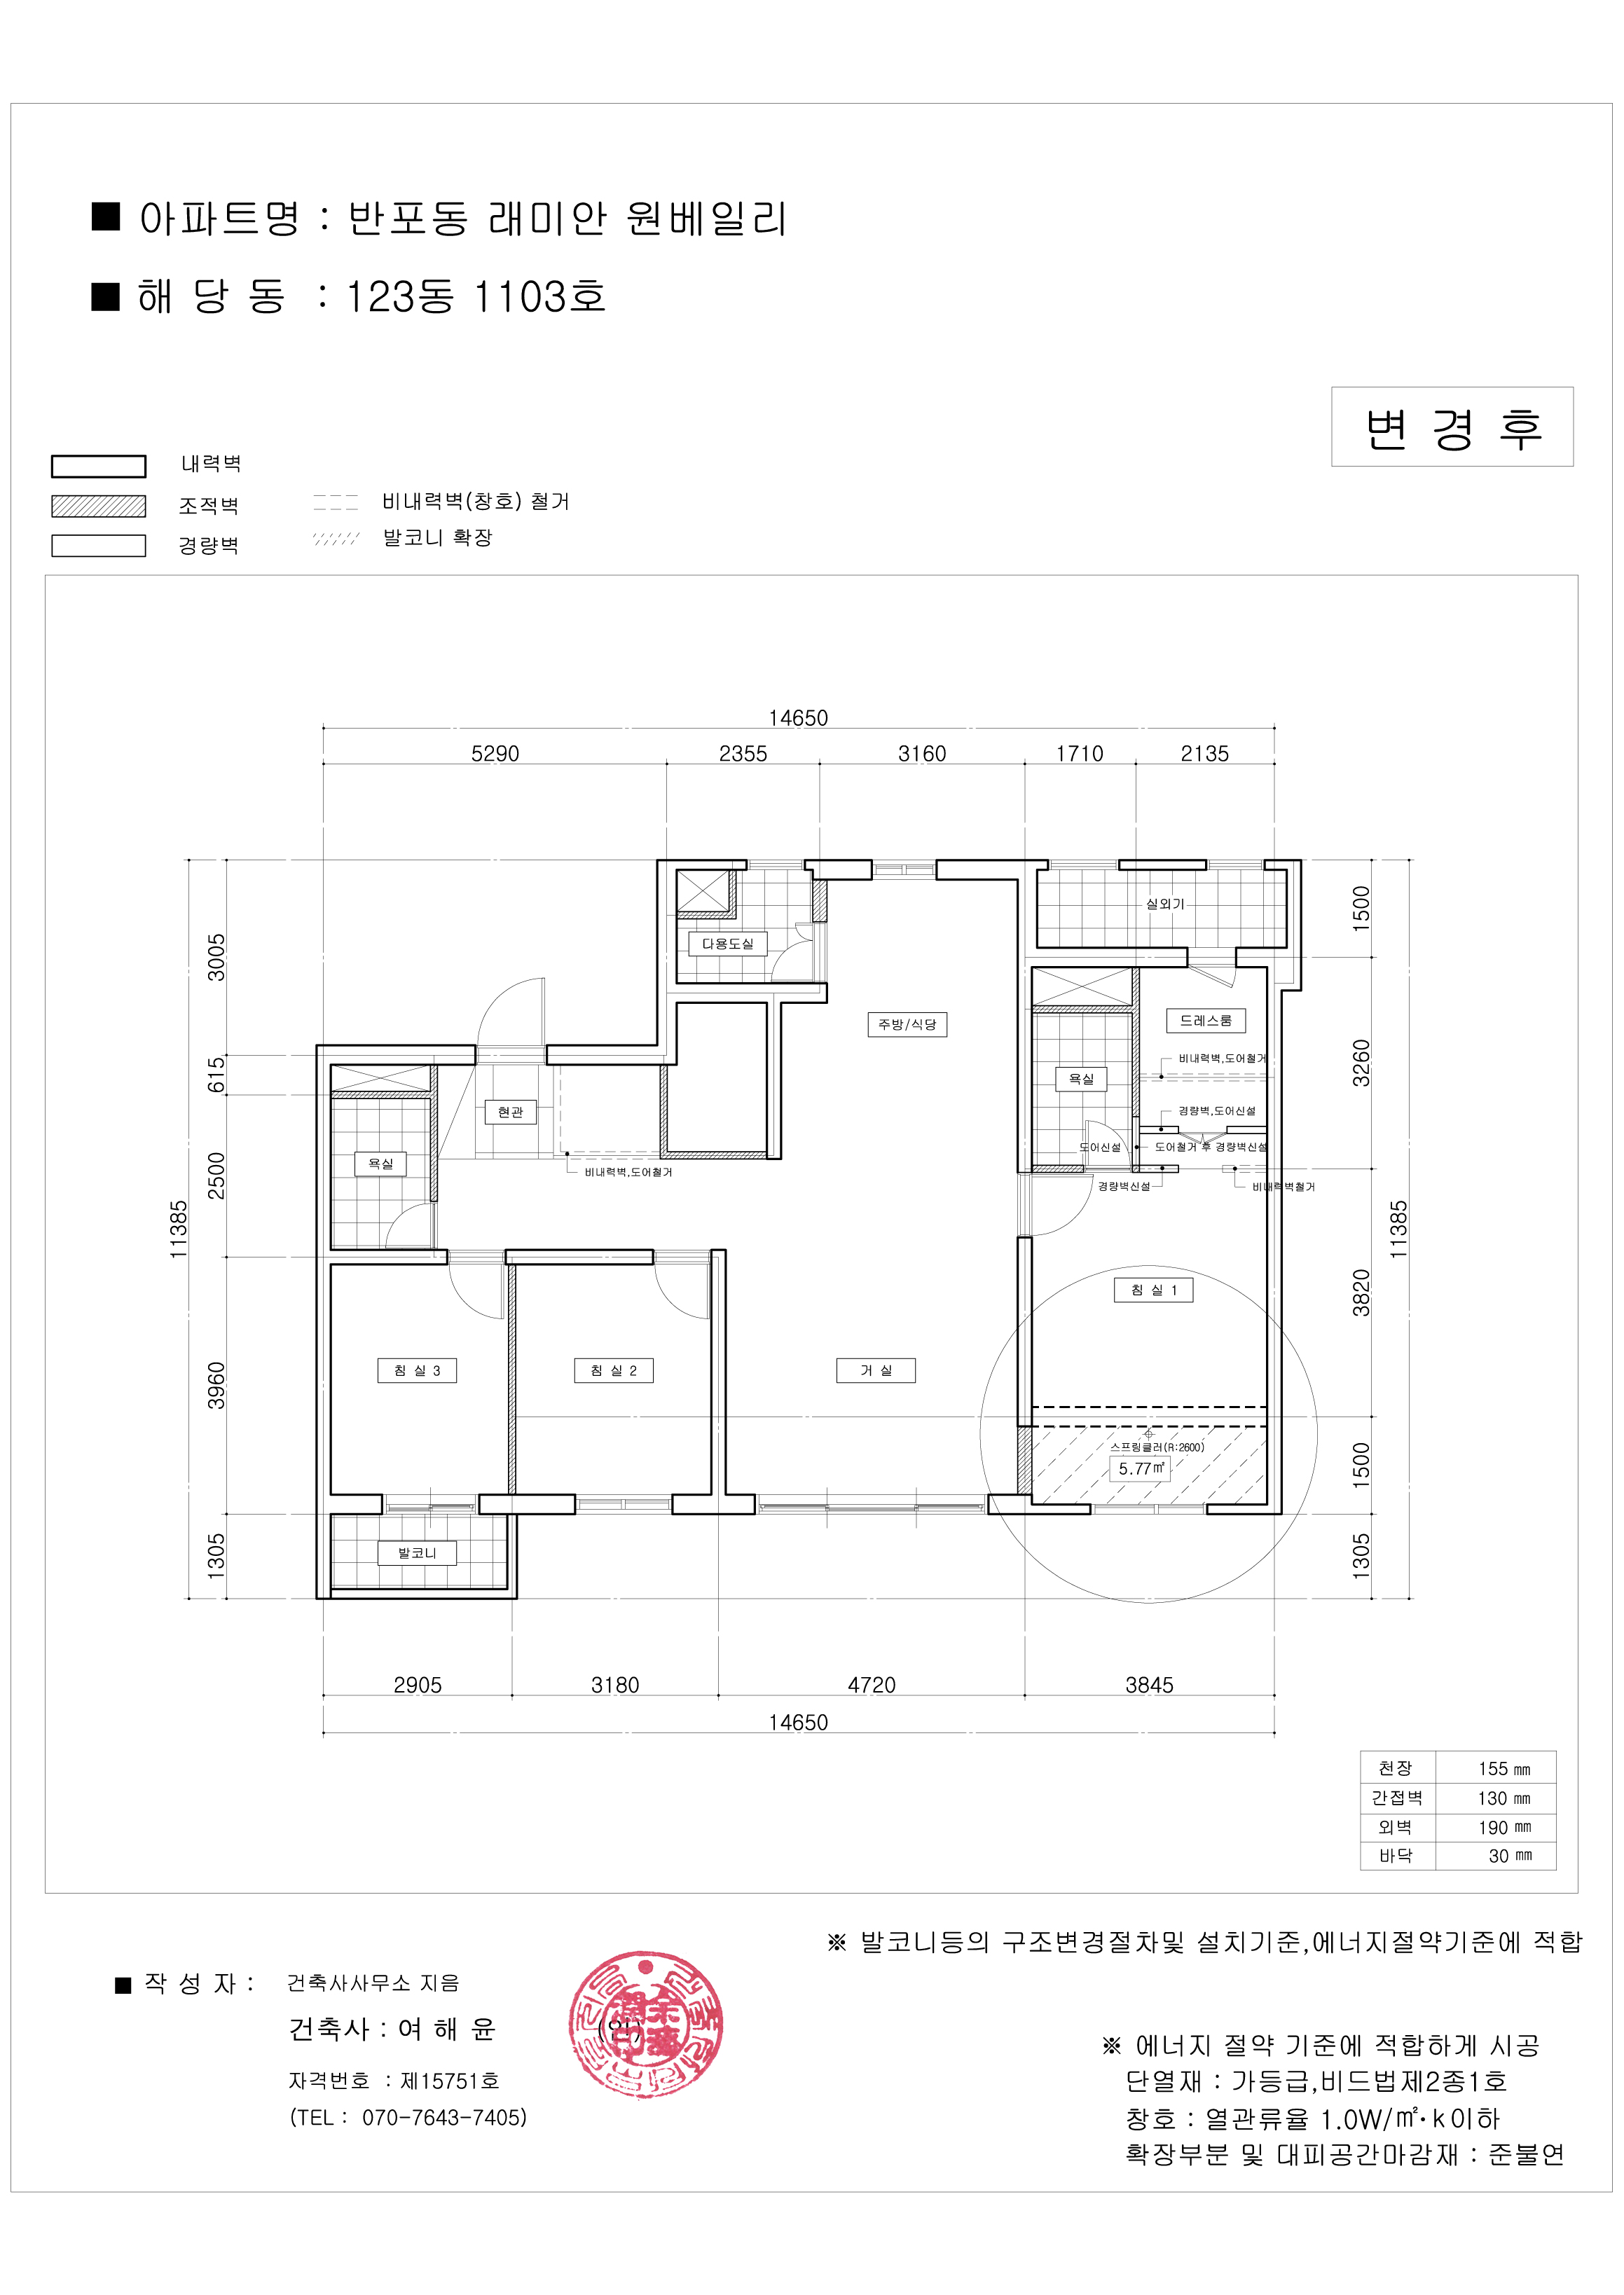 ■ 아파트명 : 반포동 래미안 원베일리
■ 해 당 동 : 123동 1103호
변 경 후
내력벽
조적벽
경량벽
비내력벽(창호) 철거
발코니 확장
14650
5290
2355
3160
1710
2135
3005
615
2500
11385
3960
1305
1500
3260
3820
11385
1500
1305
실외기
다용도실
주방/식당
드레스룸
비내력벽,도어철거
욕실
현관
경량벽,도어신설
도어신설
도어철거 후 경량벽신설
욕실
비내력벽,도어철거
경량벽신설
비내력벽철거
침 실 1
침 실 3
침 실 2
거 실
스프링클러(R:2600)
5.77㎡
발코니
2905
3180
4720
3845
14650
천장 155 ㎜
간접벽 130 ㎜
외벽 190 ㎜
바닥 30 ㎜
※ 발코니등의 구조변경절차및 설치기준,에너지절약기준에 적합
■ 작 성 자 : 건축사사무소 지음
건축사 : 여 해 윤 (인)
자격번호 : 제15751호
(TEL : 070-7643-7405)
※ 에너지 절약 기준에 적합하게 시공
단열재 : 가등급,비드법제2종1호
창호 : 열관류율 1.0W/㎡·k이하
확장부분 및 대피공간마감재 : 준불연